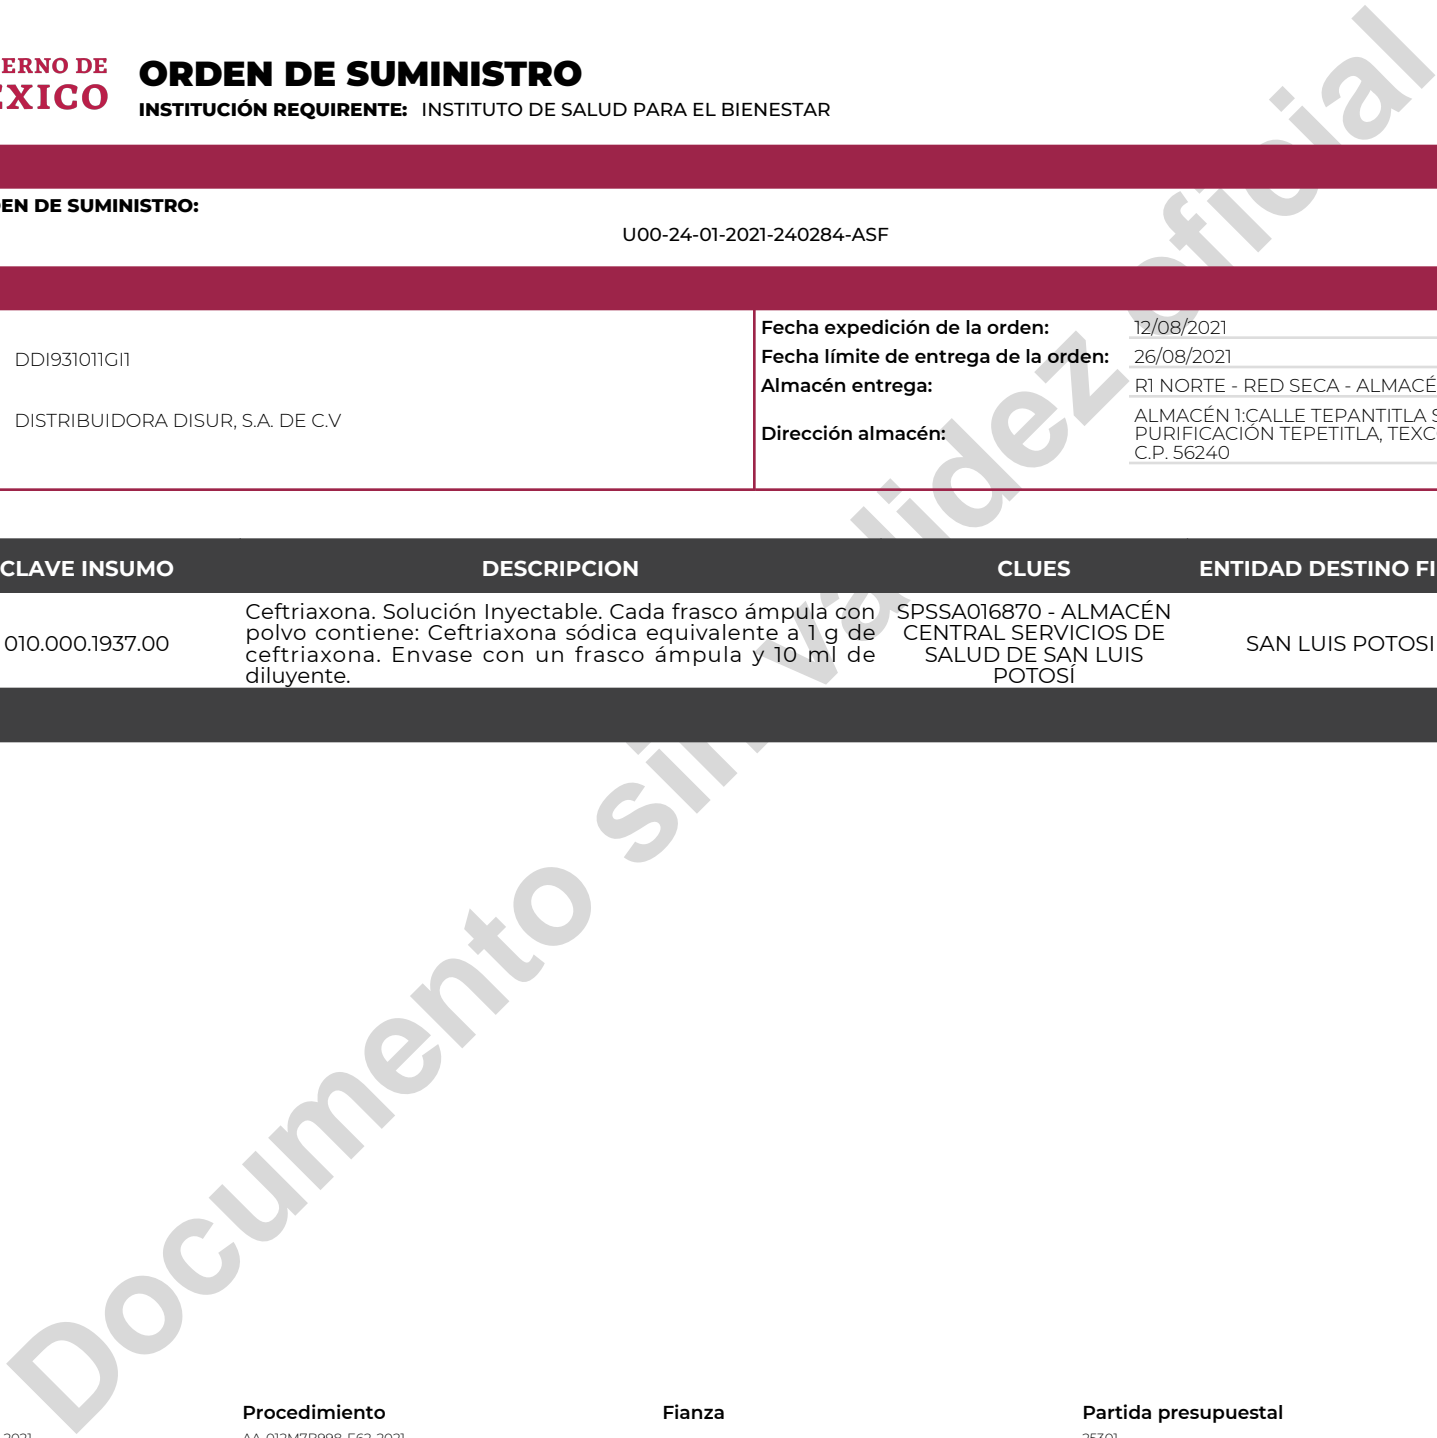 ERNO DE
ÉXICO
ORDEN DE SUMINISTRO
INSTITUCIÓN REQUIRENTE: INSTITUTO DE SALUD PARA EL BIENESTAR
EN DE SUMINISTRO:
U00-24-01-2021-240284-ASF
DDI931011GI1
DISTRIBUIDORA DISUR, S.A. DE C.V
Fecha expedición de la orden: 12/08/2021
Fecha límite de entrega de la orden: 26/08/2021
Almacén entrega: R1 NORTE - RED SECA - ALMACÉ
Dirección almacén:
ALMACÉN 1:CALLE TEPANTITLA S
PURIFICACIÓN TEPETITLA, TEXC
C.P. 56240
CLAVE INSUMO DESCRIPCION CLUES ENTIDAD DESTINO FI
010.000.1937.00
Ceftriaxona. Solución Inyectable. Cada frasco ámpula con
polvo contiene: Ceftriaxona sódica equivalente a 1 g de
ceftriaxona. Envase con un frasco ámpula y 10 ml de
diluyente.
SPSSA016870 - ALMACÉN
CENTRAL SERVICIOS DE
SALUD DE SAN LUIS
POTOSÍ
SAN LUIS POTOSI
Documento sin validez oficial
Procedimiento Fianza Partida presupuestal